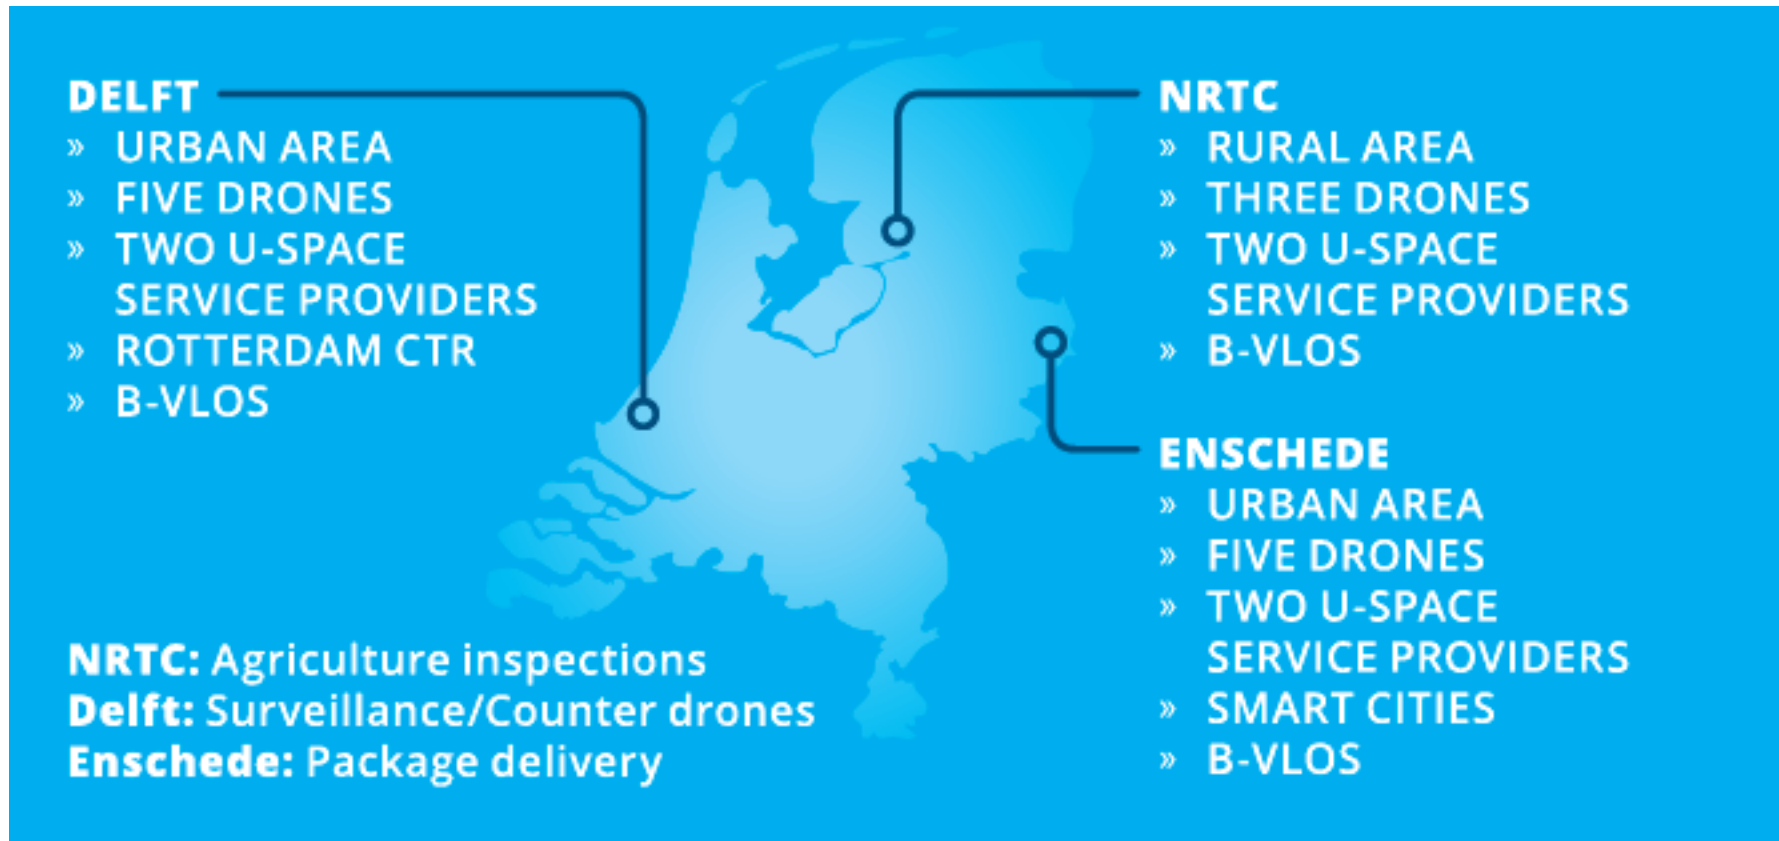 DELFT
» URBAN AREA
» FIVE DRONES
» TWO U-SPACE
SERVICE PROVIDERS
» ROTTERDAM CTR
» B-VLOS
NRTC
» RURAL AREA
» THREE DRONES
» TWO U-SPACE
SERVICE PROVIDERS
» B-VLOS
ENSCHEDE
» URBAN AREA
» FIVE DRONES
» TWO U-SPACE
SERVICE PROVIDERS
» SMART CITIES
» B-VLOS
NRTC: Agriculture inspections
Delft: Surveillance/Counter drones
Enschede: Package delivery